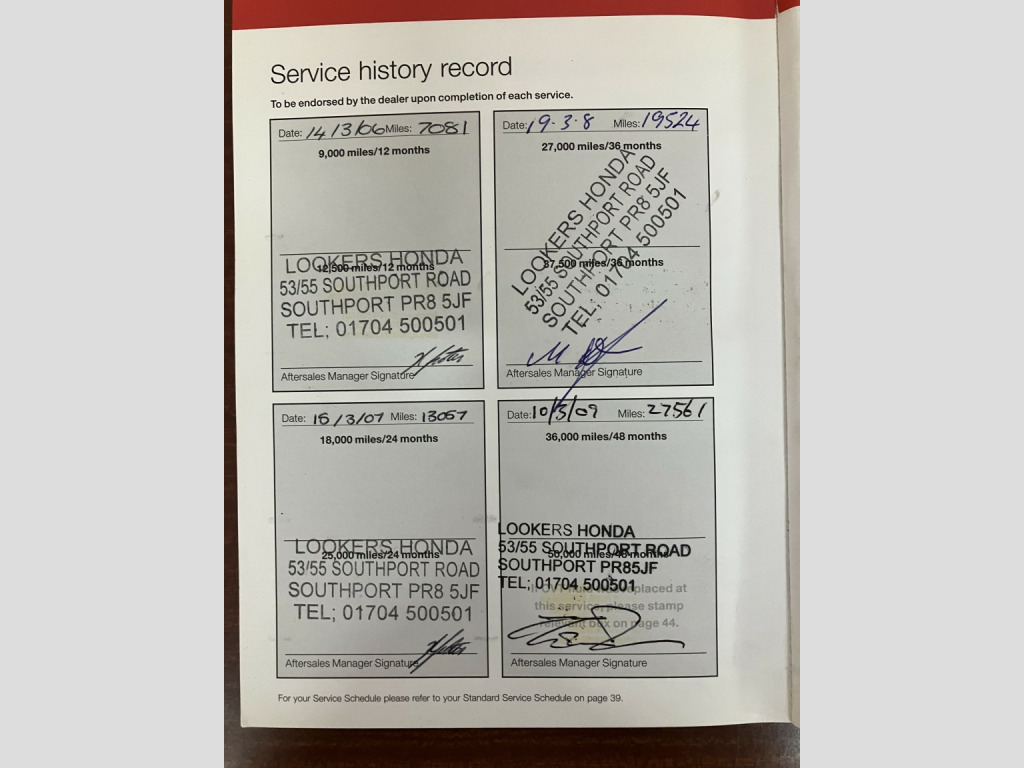 Service history record
To be endorsed by the dealer upon completion of each service.
Date: 14/3/06 Miles: 7081
9,000 miles/12 months
LOOKERS HONDA
12,500 miles/12 months
53/55 SOUTHPORT ROAD
SOUTHPORT PR8 5JF
TEL; 01704 500501
Aftersales Manager Signature
Date: 19-3-8 Miles: 19524
27,000 miles/36 months
LOOKERS HONDA
53/55 SOUTHPORT ROAD
SOUTHPORT PR8 5JF
TEL; 01704 500501
37,500 miles/36 months
Aftersales Manager Signature
Date: 15/3/07 Miles: 13057
18,000 miles/24 months
LOOKERS HONDA
25,000 miles/24 months
53/55 SOUTHPORT ROAD
SOUTHPORT PR8 5JF
TEL; 01704 500501
Aftersales Manager Signature
Date: 10/3/09 Miles: 27561
36,000 miles/48 months
LOOKERS HONDA
53/55 SOUTHPORT ROAD
50,000 miles/48 months
SOUTHPORT PR85JF
TEL; 01704 500501
replaced at
this service, please stamp
relevant box on page 44.
Aftersales Manager Signature
For your Service Schedule please refer to your Standard Service Schedule on page 39.